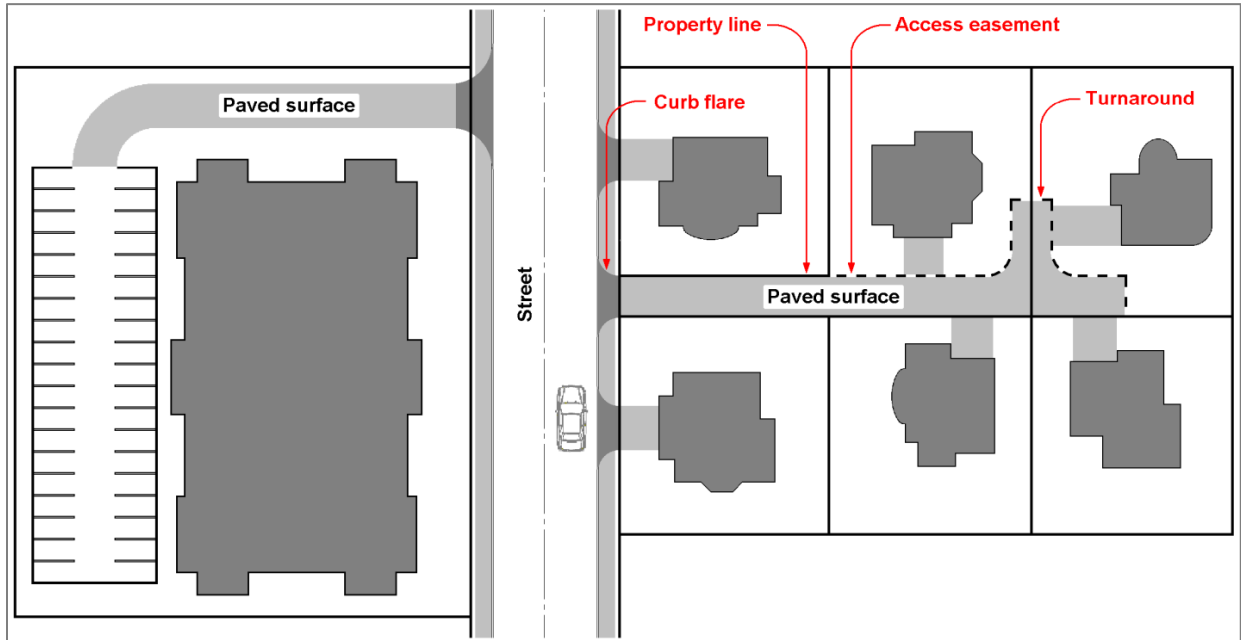 Property line
Access easement
Paved surface
Curb flare
Turnaround
Street
Paved surface